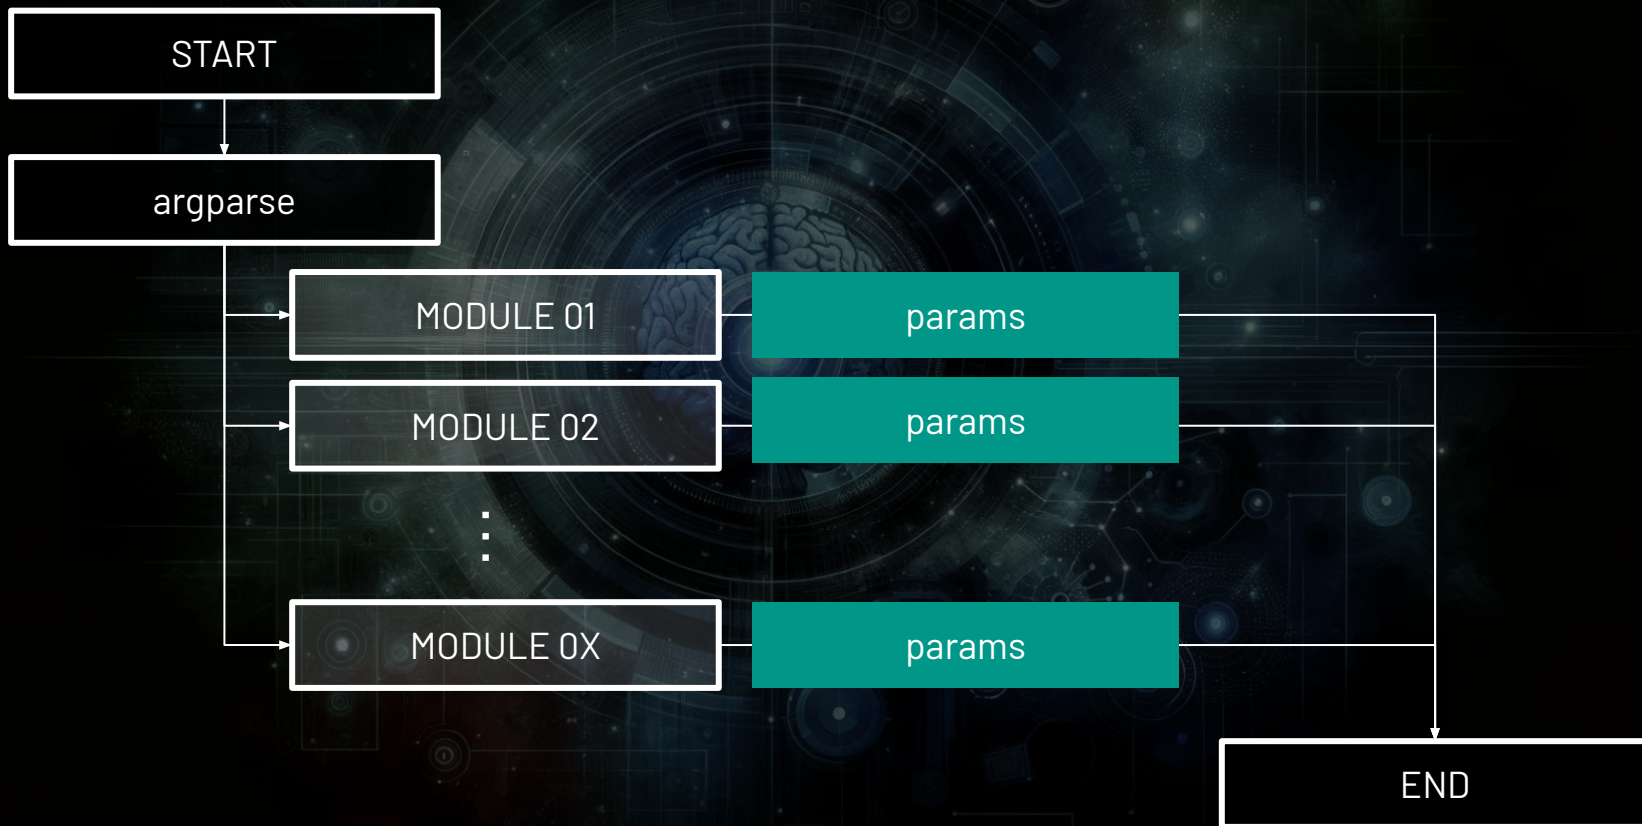 START
argparse
MODULE 01
params
MODULE 02
params
MODULE 0X
params
END